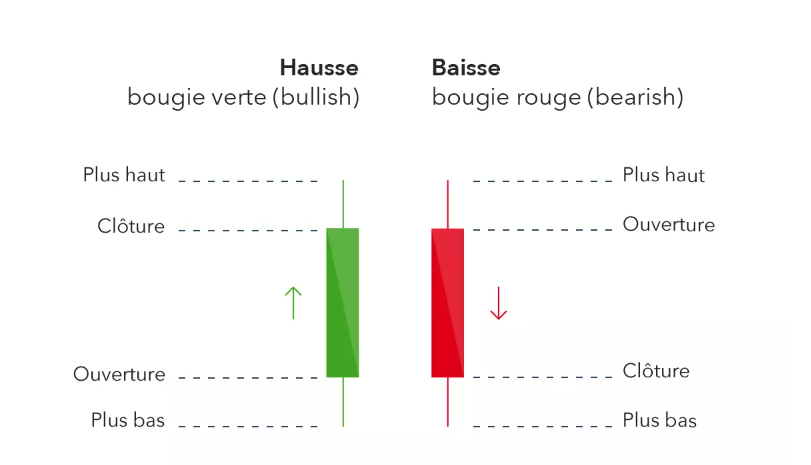 Hausse
bougie verte (bullish)
Baisse
bougie rouge (bearish)
Plus haut
Clôture
Ouverture
Plus bas
Plus haut
Ouverture
Clôture
Plus bas